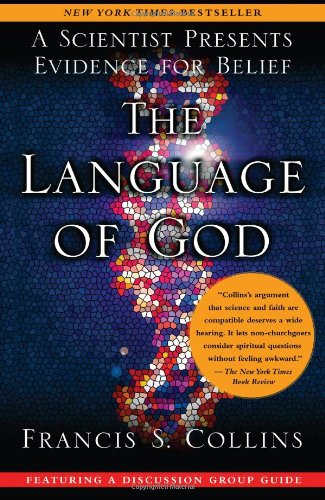 NEW YORK TIMES BESTSELLER
A SCIENTIST PRESENTS
EVIDENCE FOR BELIEF
THE
LANGUAGE
OF GOD
"Collins's argument
that science and faith
are compatible deserves a wide
hearing. It lets non-churchgoers
consider spiritual questions
without feeling awkward."
— The New York Times
Book Review
FRANCIS S. COLLINS
FEATURING A DISCUSSION GROUP GUIDE